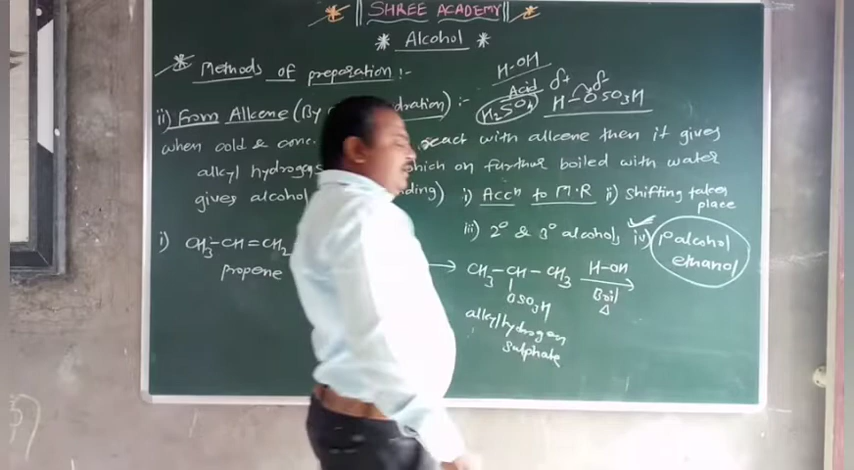 SHREE ACADEMY
* Alcohol *
* Methods of preparation :-
H-OH
Acid
H₂SO₄
δ+ δ-
H-OSO₃H
ii) From Alkene (By hydration) :-
when cold & conc. react with alkene then it gives
alkyl hydrogen which on further boiled with water
gives alcohol
i) Accⁿ to M.R ii) shifting takes place
iii) 2° & 3° alcohol iv) P alcohol ethanol
i) CH₃-CH=CH₂
propene
CH₃-CH-CH₃ H-OH
OSO₃H Boil
Δ
alkyl hydrogen
sulphate